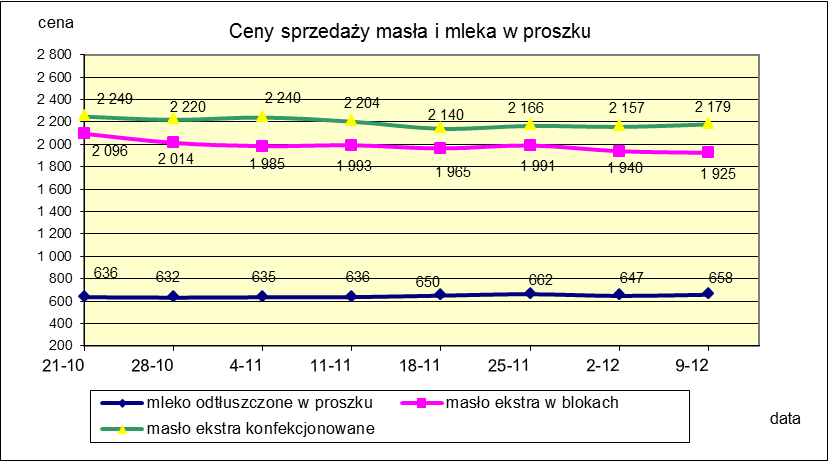 cena
Ceny sprzedaży masła i mleka w proszku
2 800
2 600
2 400
2 200
2 000
1 800
1 600
1 400
1 200
1 000
800
600
400
200
2 249 2 220 2 240 2 204 2 140 2 166 2 157 2 179
2 096 2 014 1 985 1 993 1 965 1 991 1 940 1 925
636 632 635 636 650 662 647 658
21-10 28-10 4-11 11-11 18-11 25-11 2-12 9-12
mleko odtłuszczone w proszku masło ekstra w blokach
masło ekstra konfekcjonowane
data